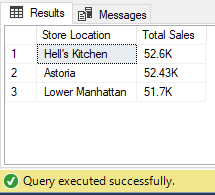 Results Messages
Store Location Total Sales
1 Hell's Kitchen 52.6K
2 Astoria 52.43K
3 Lower Manhattan 51.7K
Query executed successfully.